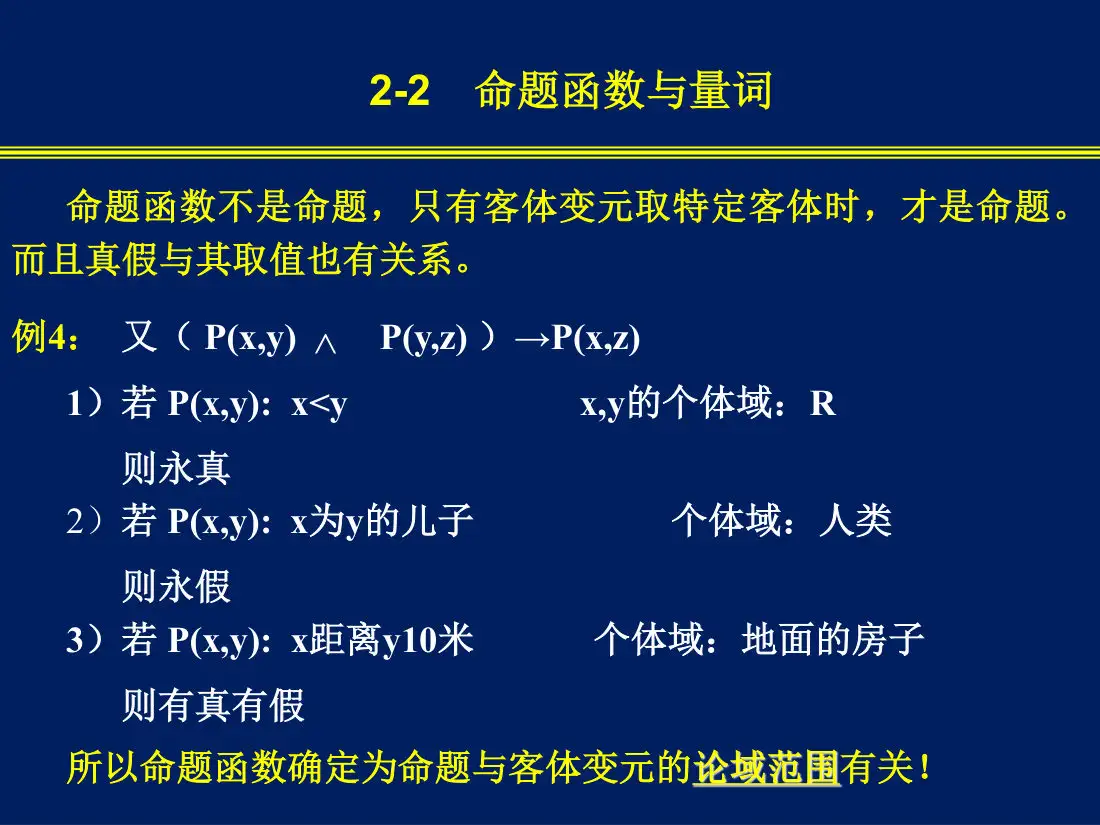 2-2 命题函数与量词
命题函数不是命题，只有客体变元取特定客体时，才是命题。
而且真假与其取值也有关系。
例4： 又（ P(x,y) ∧ P(y,z) ）→P(x,z)
1）若 P(x,y): x<y x,y的个体域：R
则永真
2）若 P(x,y): x为y的儿子 个体域：人类
则永假
3）若 P(x,y): x距离y10米 个体域：地面的房子
则有真有假
所以命题函数确定为命题与客体变元的论域范围有关！